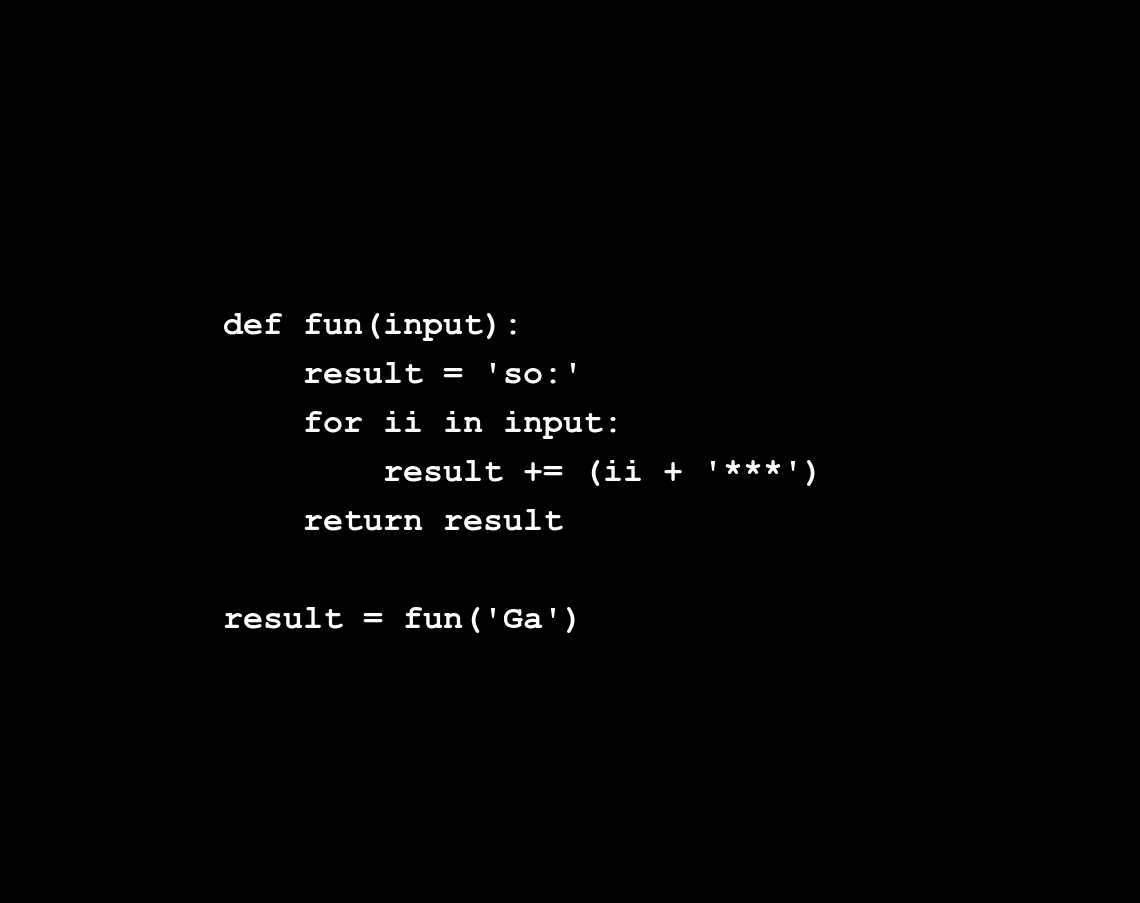 def fun(input):
    result = 'so:'
    for ii in input:
        result += (ii + '***')
    return result

result = fun('Ga')